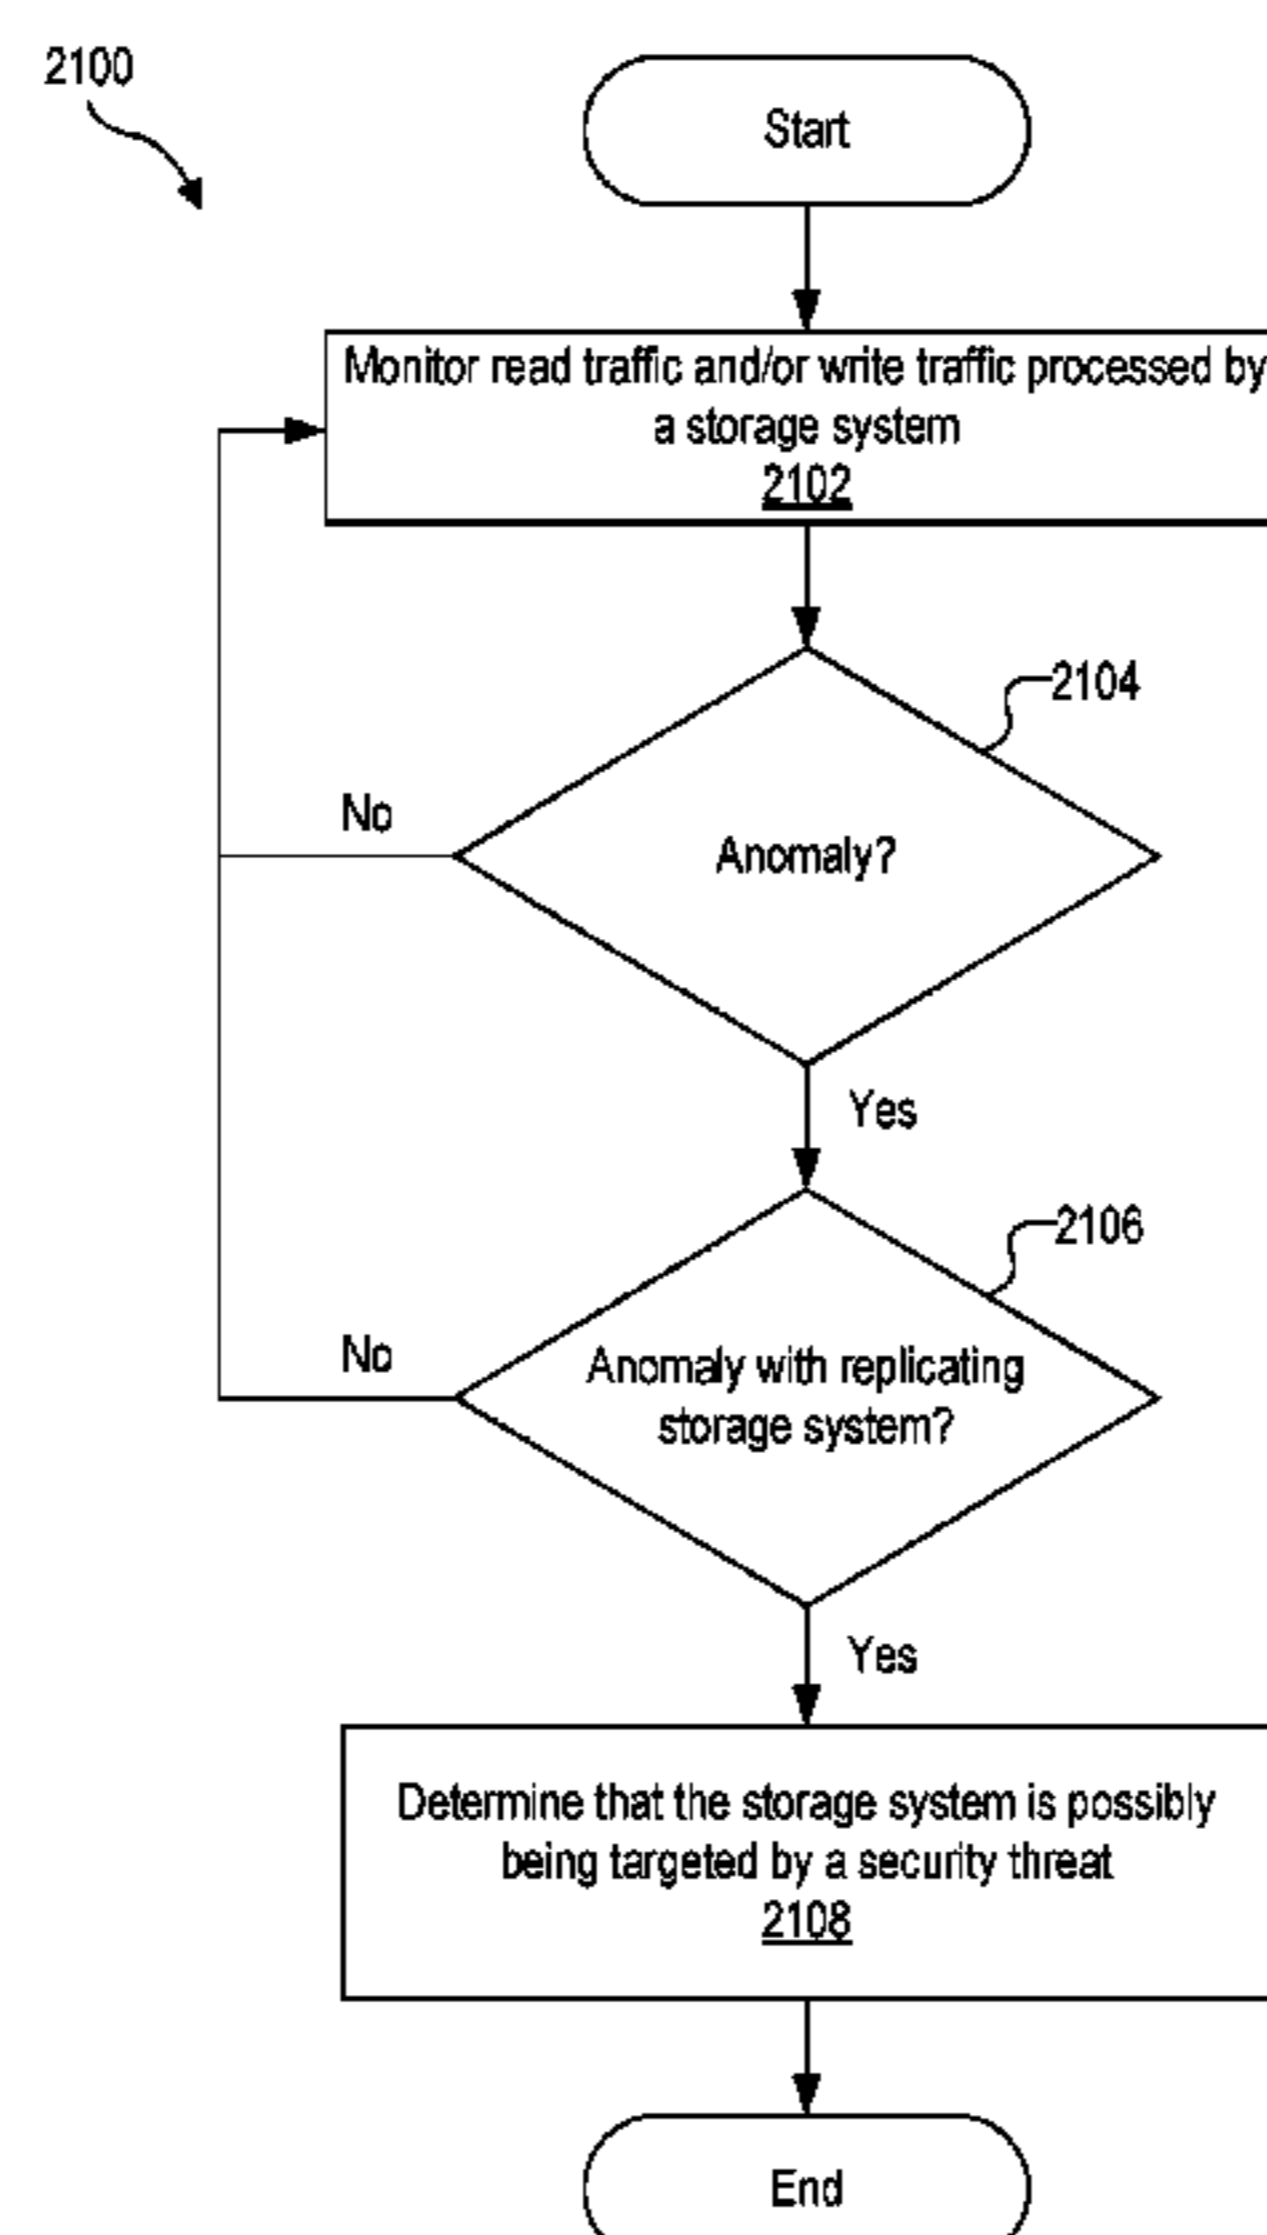 2100
Start
Monitor read traffic and/or write traffic processed by
a storage system
2102
2104
Anomaly?
No
Yes
2106
Anomaly with replicating
storage system?
No
Yes
Determine that the storage system is possibly
being targeted by a security threat
2108
End